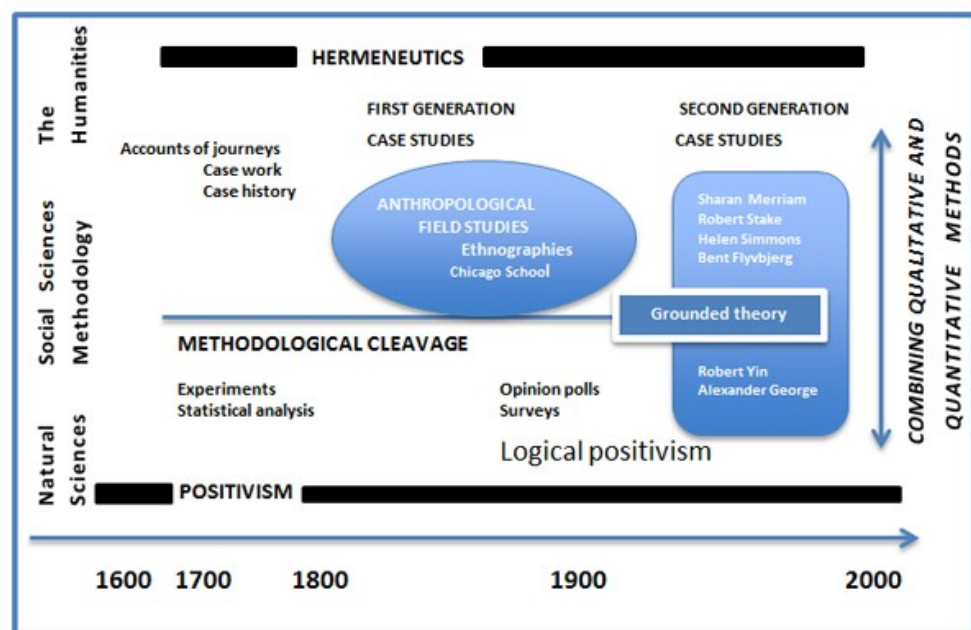 The
Humanities
Social Sciences
Methodology
Natural
Sciences
HERMENEUTICS
FIRST GENERATION
CASE STUDIES
SECOND GENERATION
CASE STUDIES
Accounts of journeys
Case work
Case history
ANTHROPOLOGICAL
FIELD STUDIES
Ethnographies
Chicago School
Sharan Merriam
Robert Stake
Helen Simmons
Bent Flyvbjerg
Grounded theory
Robert Yin
Alexander George
METHODOLOGICAL CLEAVAGE
Experiments
Statistical analysis
Opinion polls
Surveys
Logical positivism
POSITIVISM
COMBINING QUALITATIVE AND
QUANTITATIVE METHODS
1600 1700 1800 1900 2000